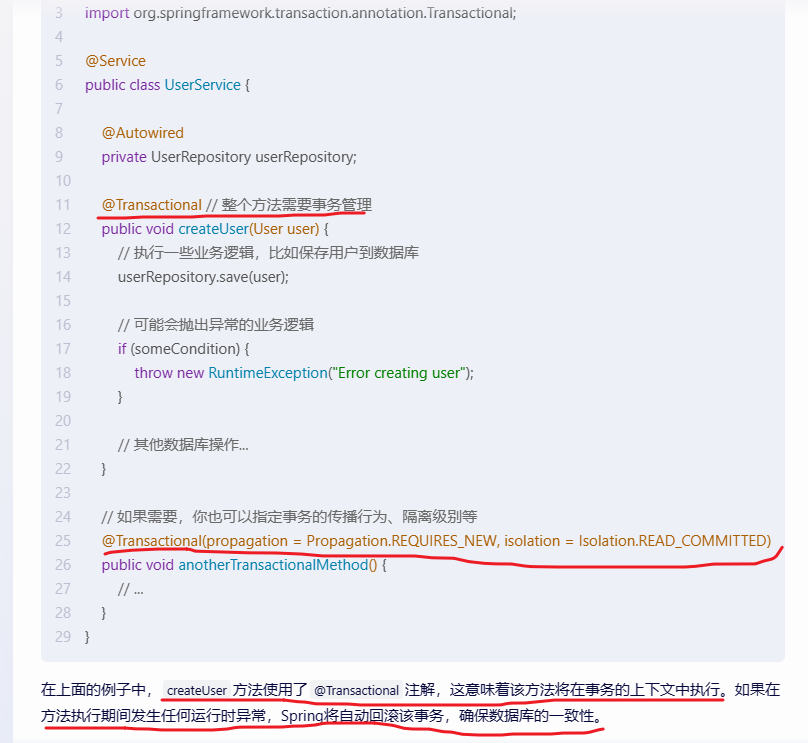 3 import org.springframework.transaction.annotation.Transactional;
4
5 @Service
6 public class UserService {
7
8 @Autowired
9 private UserRepository userRepository;
10
11 @Transactional // 整个方法需要事务管理
12 public void createUser(User user) {
13 // 执行一些业务逻辑，比如保存用户到数据库
14 userRepository.save(user);
15
16 // 可能会抛出异常的业务逻辑
17 if (someCondition) {
18 throw new RuntimeException("Error creating user");
19 }
20
21 // 其他数据库操作...
22 }
23
24 // 如果需要，你也可以指定事务的传播行为、隔离级别等
25 @Transactional(propagation = Propagation.REQUIRES_NEW, isolation = Isolation.READ_COMMITTED)
26 public void anotherTransactionalMethod() {
27 // ...
28 }
29 }
在上面的例子中，createUser 方法使用了 @Transactional 注解，这意味着该方法将在事务的上下文中执行。如果在
方法执行期间发生任何运行时异常，Spring将自动回滚该事务，确保数据库的一致性。